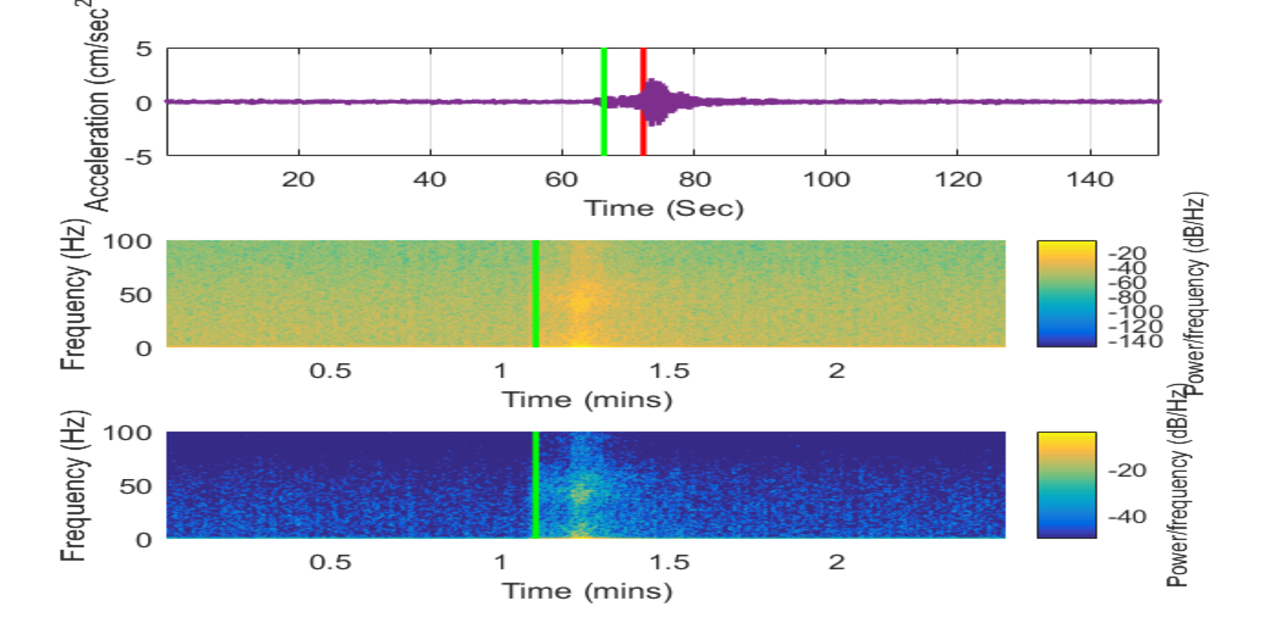 Acceleration (cm/sec2
5
0
-5
20 40 60 80 100 120 140
Time (Sec)
Frequency (Hz)
100
50
0
0.5 1 1.5 2
Time (mins)
-20
-40
-60
-80
-100
-120
-140
Power/frequency (dB/Hz)
Frequency (Hz)
100
50
0
0.5 1 1.5 2
Time (mins)
-20
-40
Power/frequency (dB/Hz)